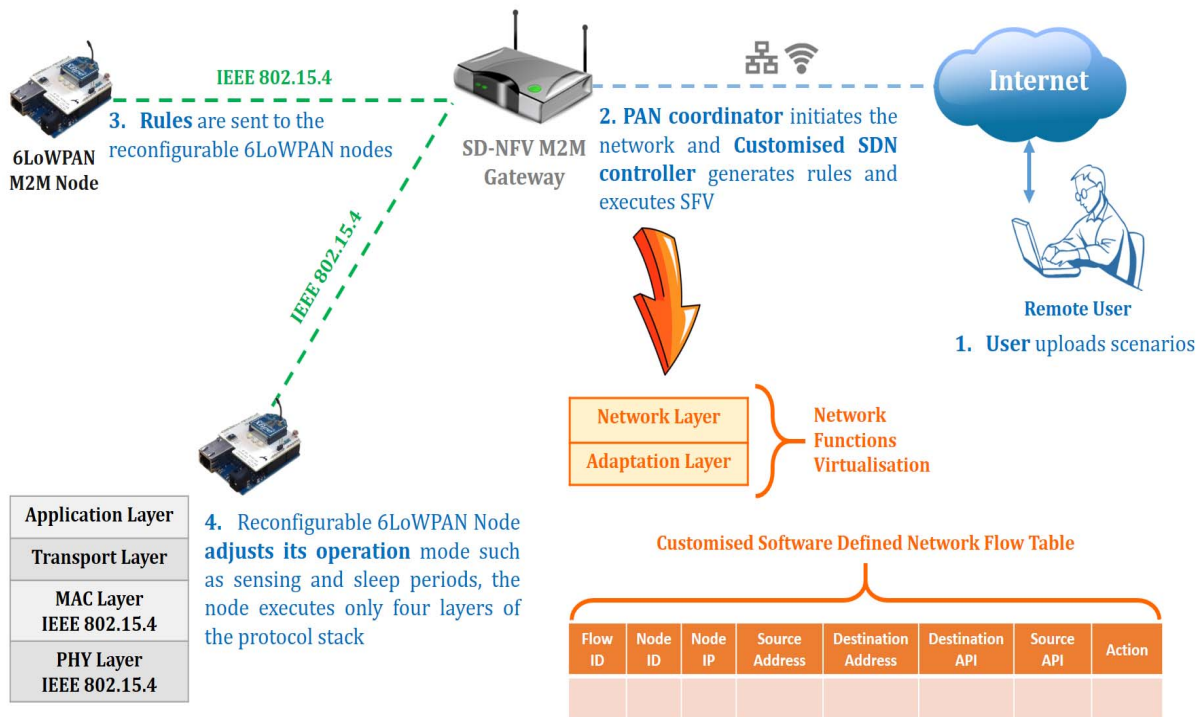 IEEE 802.15.4
Internet
3. Rules are sent to the
reconfigurable 6LoWPAN nodes
6LoWPAN
M2M Node
SD-NFV M2M
Gateway
2. PAN coordinator initiates the
network and Customised SDN
controller generates rules and
executes SFV
IEEE 802.15.4
Remote User
1. User uploads scenarios
Network Layer
Adaptation Layer
Network
Functions
Virtualisation
Application Layer
Transport Layer
MAC Layer
IEEE 802.15.4
PHY Layer
IEEE 802.15.4
4. Reconfigurable 6LoWPAN Node
adjusts its operation mode such
as sensing and sleep periods, the
node executes only four layers of
the protocol stack
Customised Software Defined Network Flow Table
Flow ID
Node ID
Node IP
Source Address
Destination Address
Destination API
Source API
Action